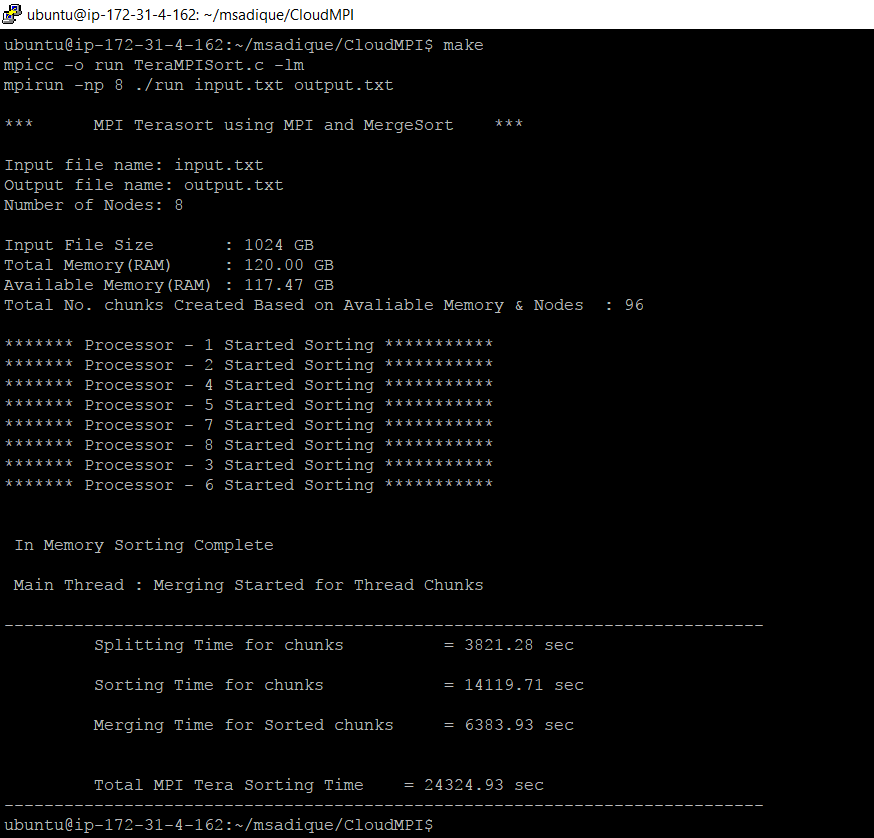 ubuntu@ip-172-31-4-162: ~/msadique/CloudMPI
ubuntu@ip-172-31-4-162:~/msadique/CloudMPI$ make
mpicc -o run TeraMPISort.c -lm
mpirun -np 8 ./run input.txt output.txt
***      MPI Terasort using MPI and MergeSort    ***
Input file name: input.txt
Output file name: output.txt
Number of Nodes: 8
Input File Size       : 1024 GB
Total Memory(RAM)     : 120.00 GB
Available Memory(RAM) : 117.47 GB
Total No. chunks Created Based on Avaliable Memory & Nodes  : 96
******* Processor - 1 Started Sorting ***********
******* Processor - 2 Started Sorting ***********
******* Processor - 4 Started Sorting ***********
******* Processor - 5 Started Sorting ***********
******* Processor - 7 Started Sorting ***********
******* Processor - 8 Started Sorting ***********
******* Processor - 3 Started Sorting ***********
******* Processor - 6 Started Sorting ***********
In Memory Sorting Complete
Main Thread : Merging Started for Thread Chunks
----------------------------------------------------------------------------
Splitting Time for chunks          = 3821.28 sec
Sorting Time for chunks            = 14119.71 sec
Merging Time for Sorted chunks     = 6383.93 sec
Total MPI Tera Sorting Time    = 24324.93 sec
----------------------------------------------------------------------------
ubuntu@ip-172-31-4-162:~/msadique/CloudMPI$